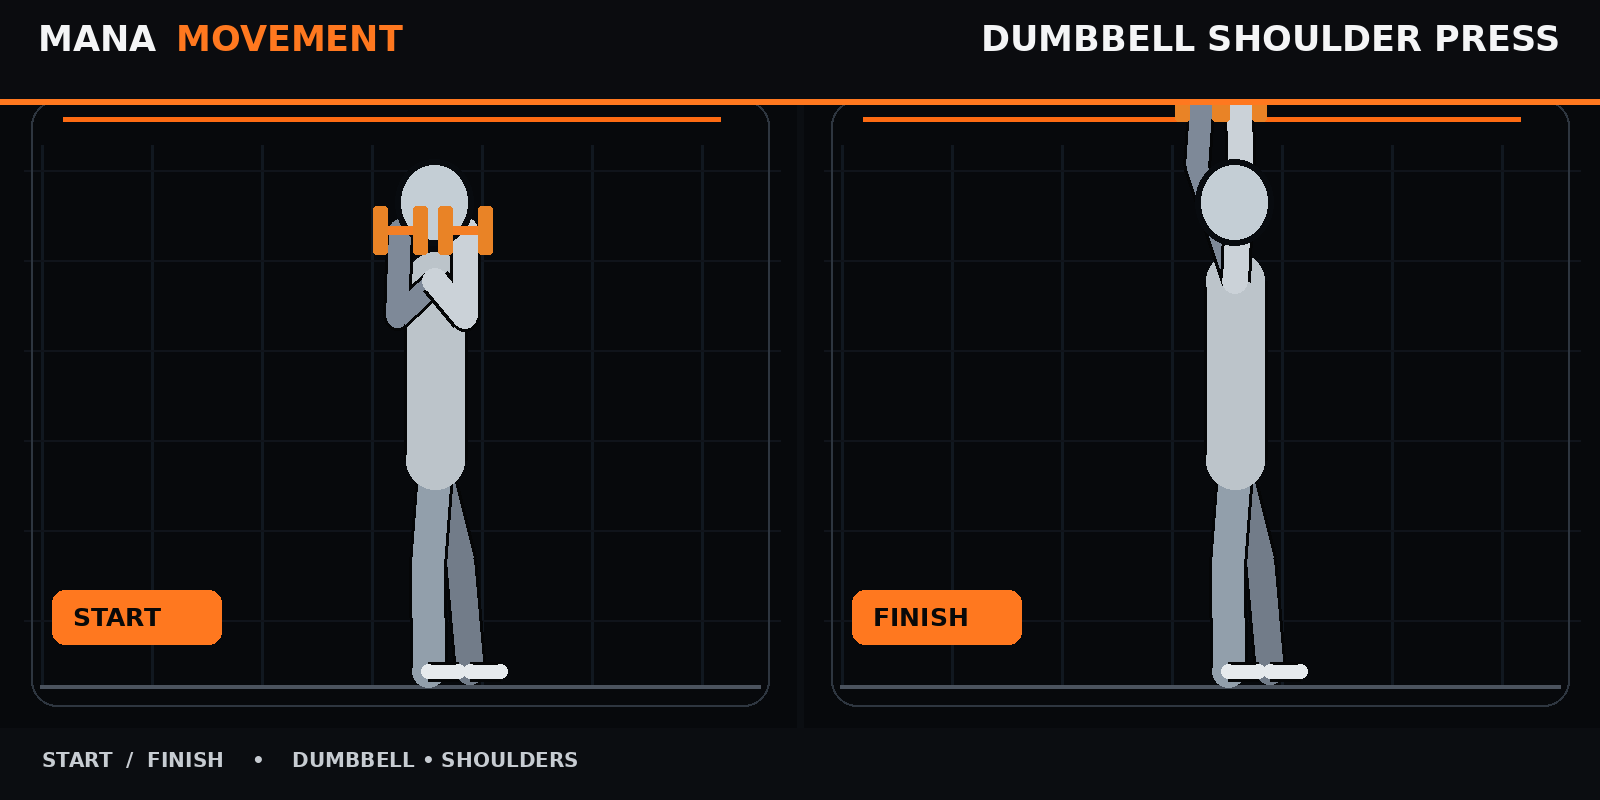 MANA MOVEMENT
DUMBBELL SHOULDER PRESS
START
FINISH
START / FINISH • DUMBBELL • SHOULDERS